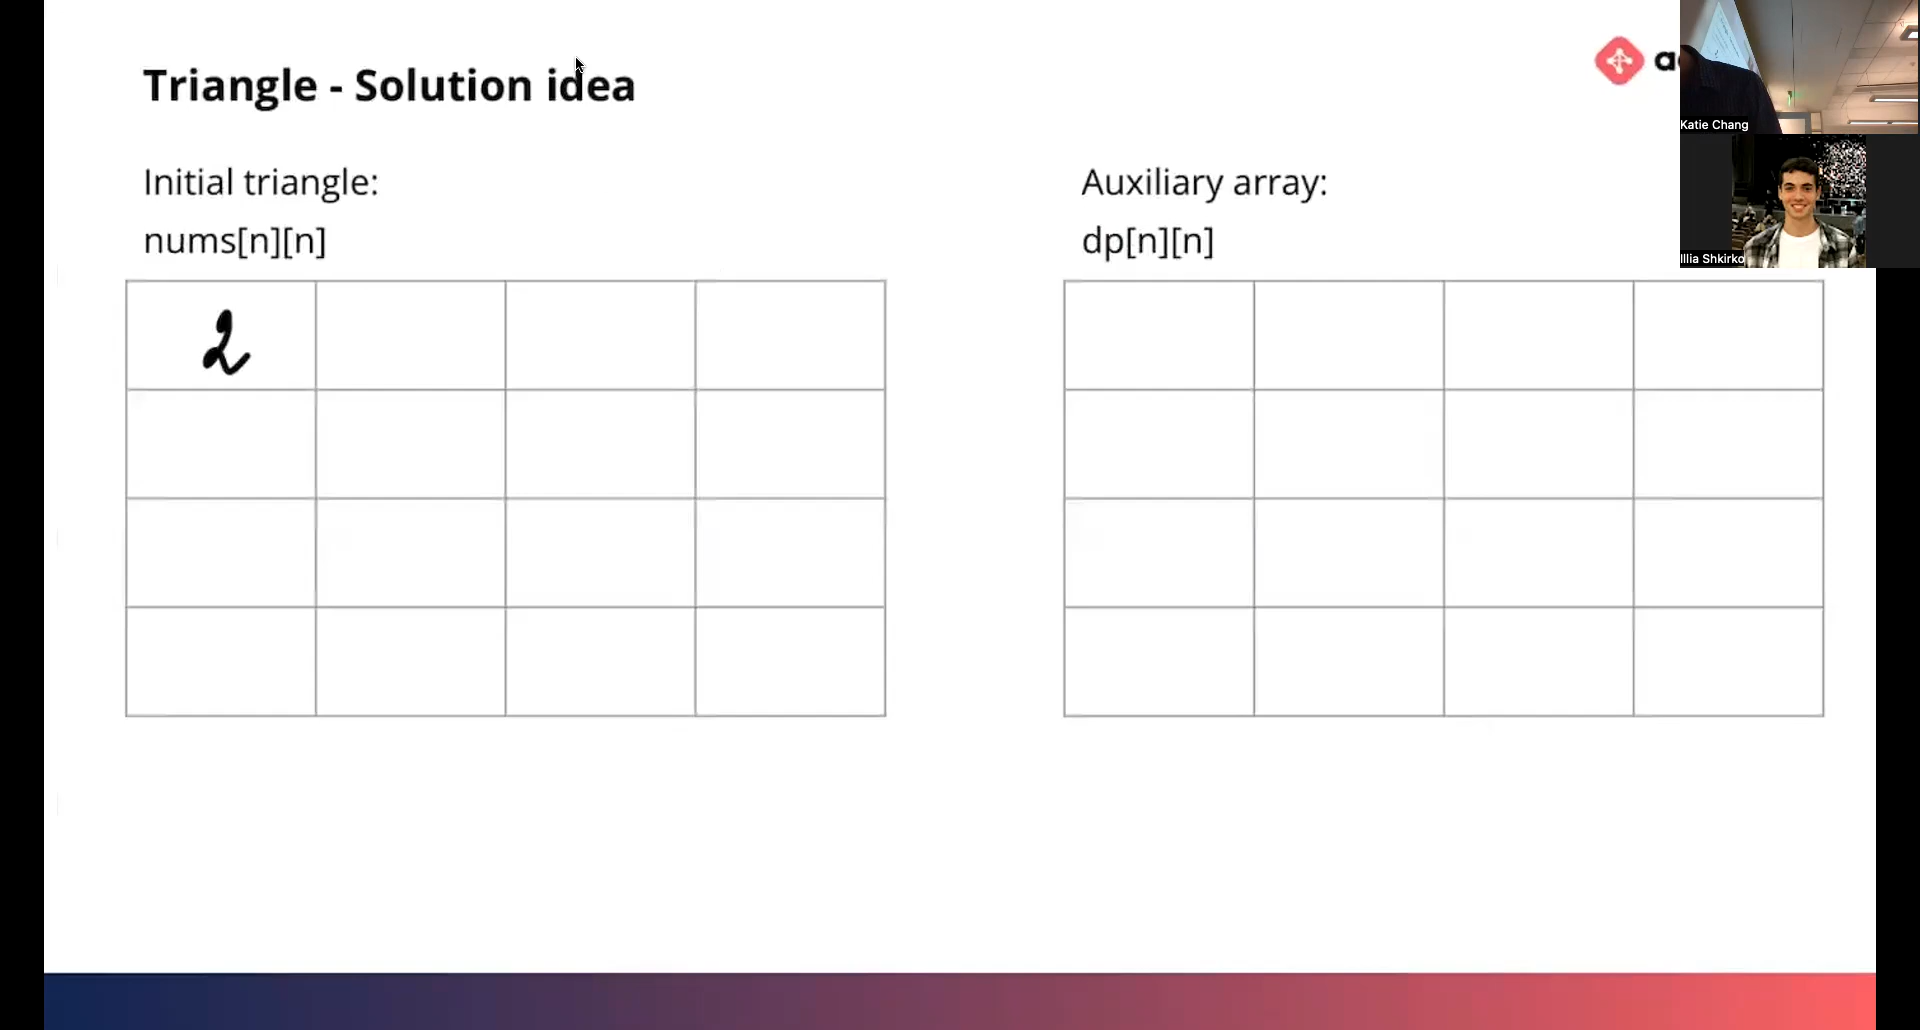 Triangle - Solution idea
Initial triangle:
nums[n][n]
2
Auxiliary array:
dp[n][n]
Katie Chang
Illia Shkirko